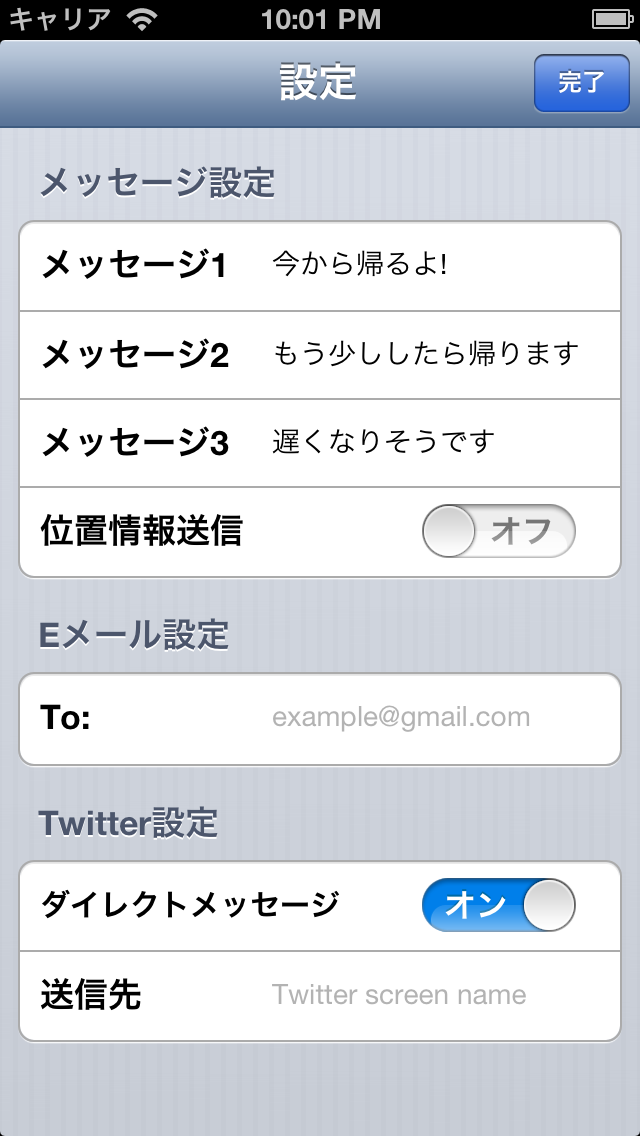 キャリア 10:01 PM
設定 完了
メッセージ設定
メッセージ1 今から帰るよ!
メッセージ2 もう少ししたら帰ります
メッセージ3 遅くなりそうです
位置情報送信 オフ
Eメール設定
To: example@gmail.com
Twitter設定
ダイレクトメッセージ オン
送信先 Twitter screen name